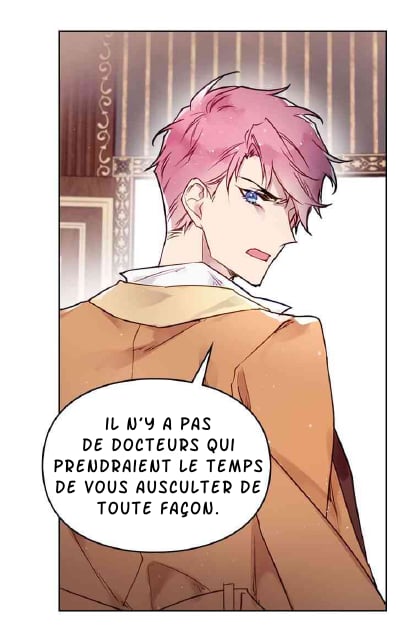 IL N'Y A PAS
DE DOCTEURS QUI
PRENDRAIENT LE TEMPS
DE VOUS AUSCULTER DE
TOUTE FAÇON.